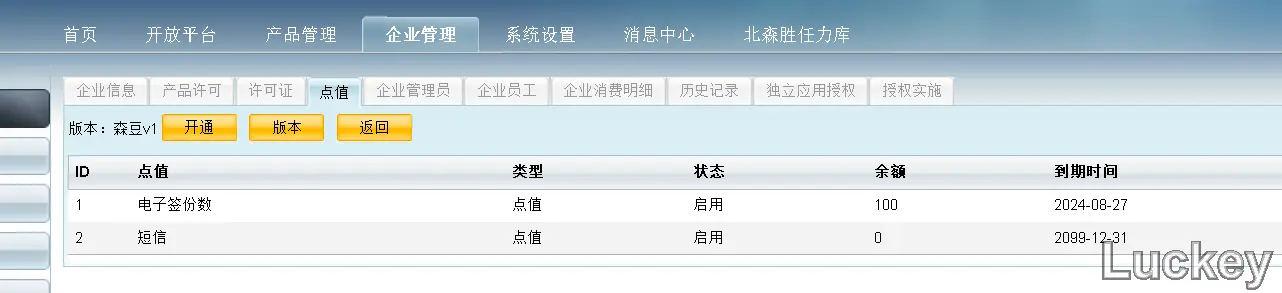 首页 开放平台 产品管理 企业管理 系统设置 消息中心 北森胜任力库
企业信息 产品许可 许可证 点值 企业管理员 企业员工 企业消费明细 历史记录 独立应用授权 授权实施
版本：森豆v1 开通 版本 返回
ID 点值 类型 状态 余额 到期时间
1 电子签份数 点值 启用 100 2024-08-27
2 短信 点值 启用 0 2099-12-31
Luckey